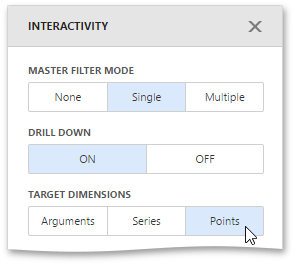 INTERACTIVITY
MASTER FILTER MODE
None Single Multiple
DRILL DOWN
ON OFF
TARGET DIMENSIONS
Arguments Series Points